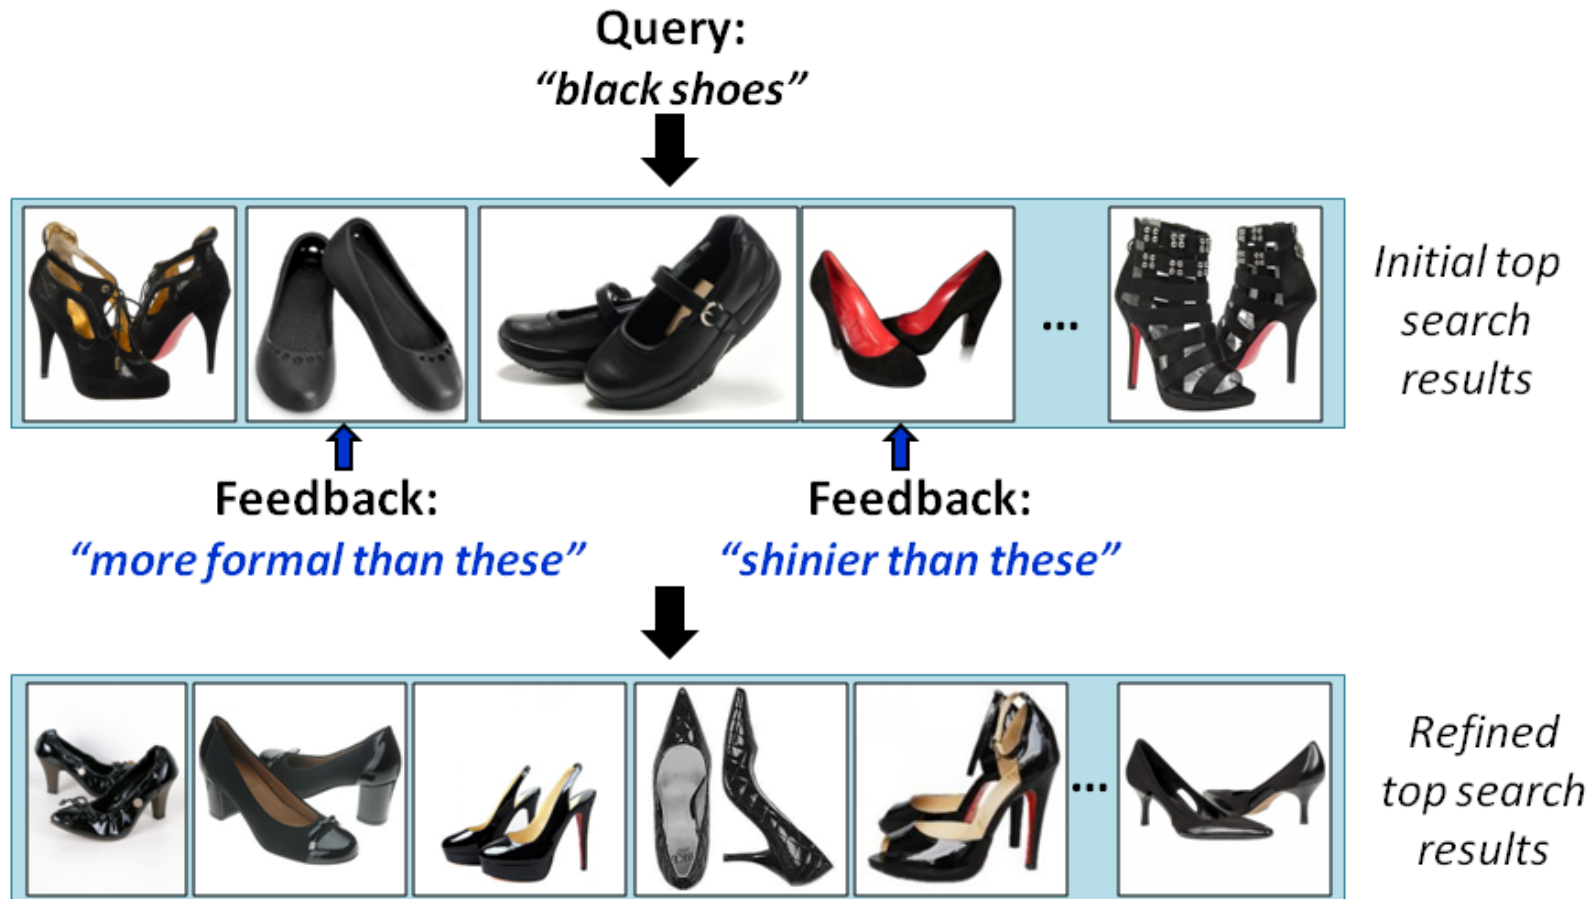 Query:
“black shoes”
Initial top
search
results
...
Feedback:
“more formal than these”
Feedback:
“shinier than these”
Refined
top search
results
...